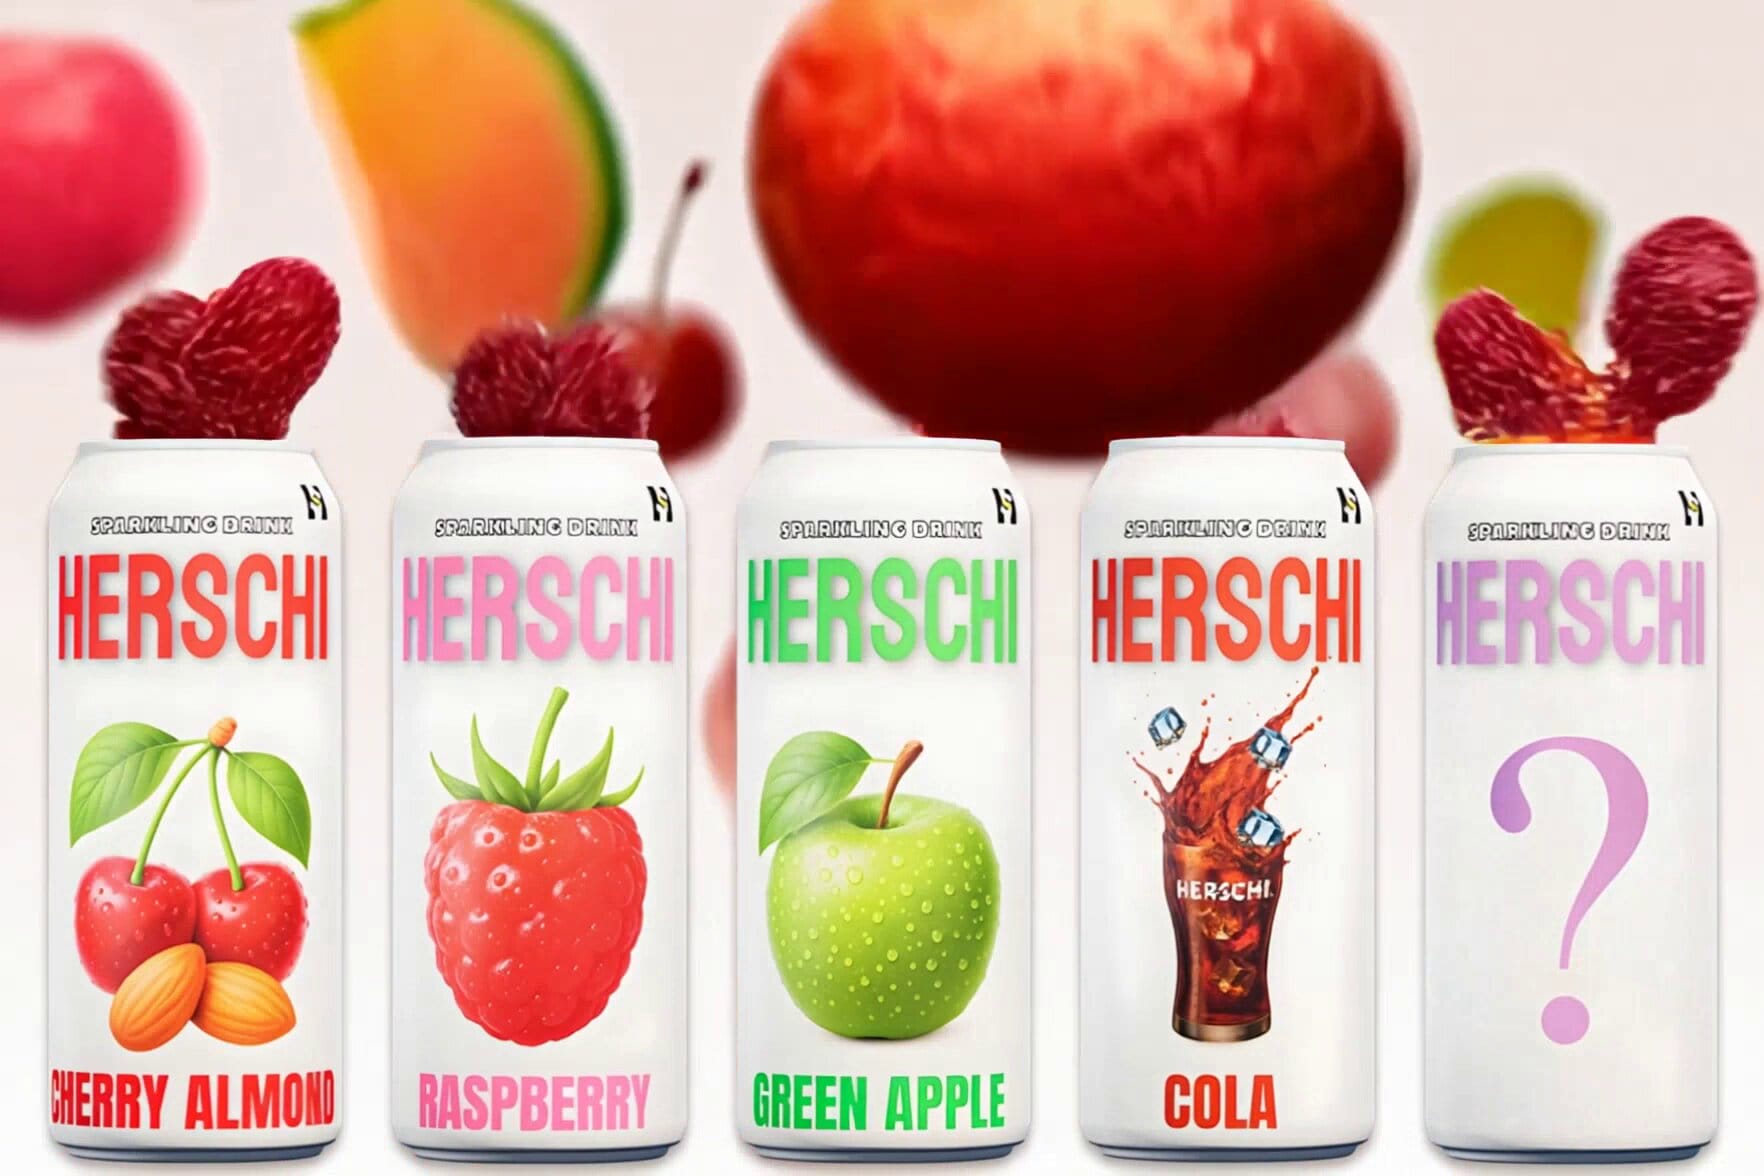 SPARKLING DRINK
HERSCHI
CHERRY ALMOND
SPARKLING DRINK
HERSCHI
RASPBERRY
SPARKLING DRINK
HERSCHI
GREEN APPLE
SPARKLING DRINK
HERSCHI
HERSCHI
COLA
SPARKLING DRINK
HERSCHI
?